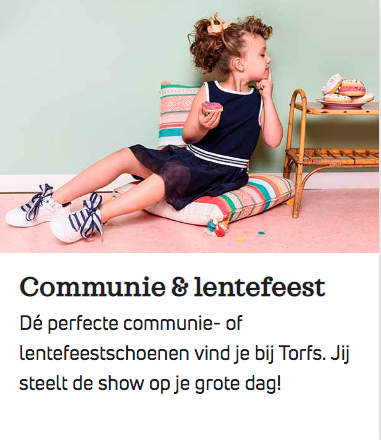 Communie & lentefeest
Dé perfecte communie- of
lentefeestschoenen vind je bij Torfs. Jij
steelt de show op je grote dag!